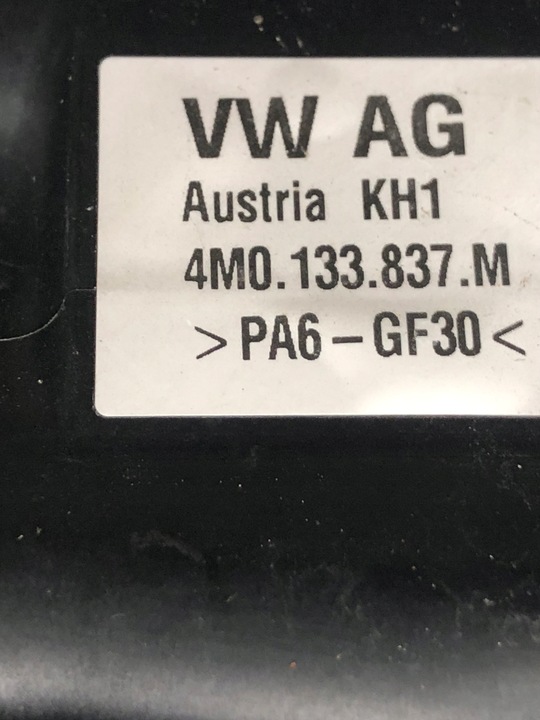 VW AG
Austria KH1
4M0.133.837.M
>PA6-GF30<